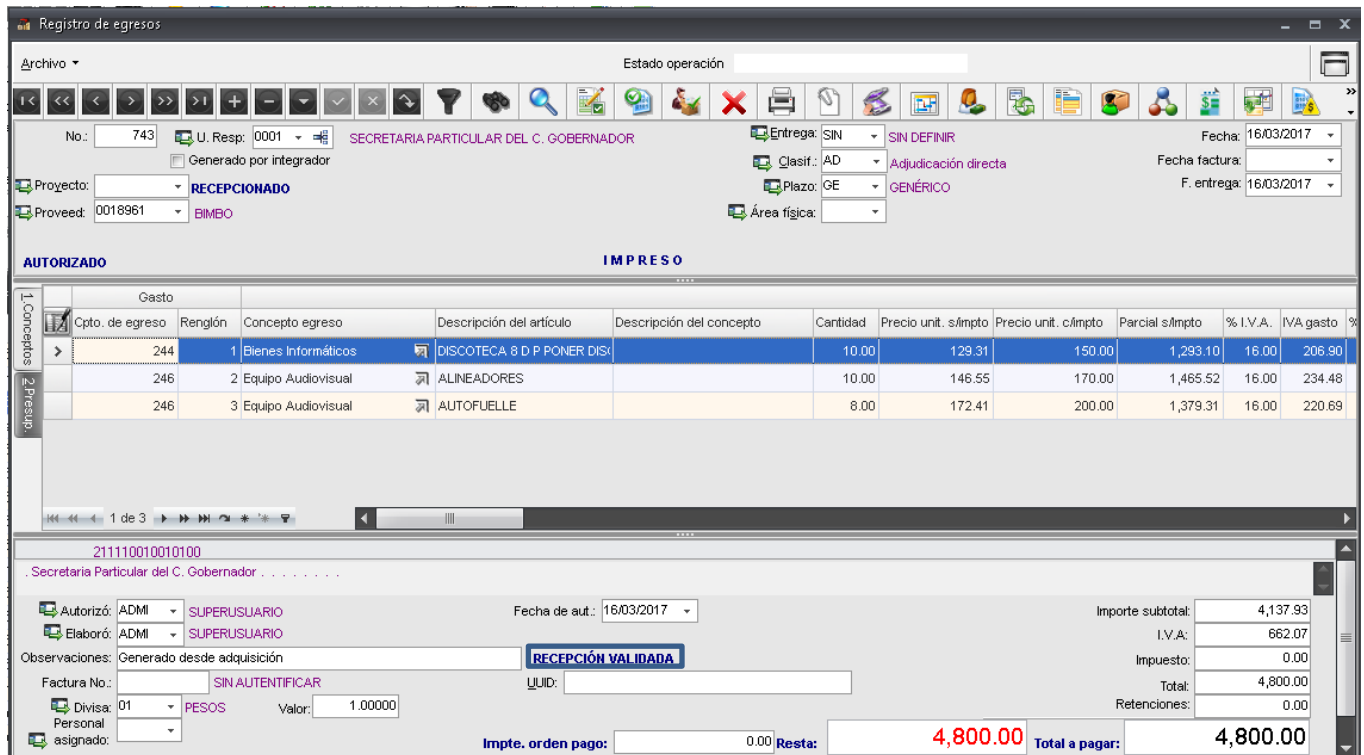 Registro de egresos
Archivo
Estado operación
No.: 743 U. Resp: 0001 SECRETARIA PARTICULAR DEL C. GOBERNADOR Entrega: SIN SIN DEFINIR Fecha: 16/03/2017
Generado por integrador Clasif.: AD Adjudicación directa Fecha factura:
Proyecto: RECEPCIONADO Plazo: GE GENÉRICO F. entrega: 16/03/2017
Proveed: 0018961 BIMBO Área física:
AUTORIZADO IMPRESO
1.Conceptos
2.Presup.
Gasto
Cpto. de egreso Renglón Concepto egreso Descripción del artículo Descripción del concepto Cantidad Precio unit. s/impto Precio unit. c/impto Parcial s/impto % I.V.A. IVA gasto %
244 1 Bienes Informáticos DISCOTECA 8 D P PONER DIS( 10.00 129.31 150.00 1,293.10 16.00 206.90
246 2 Equipo Audiovisual ALINEADORES 10.00 146.55 170.00 1,465.52 16.00 234.48
246 3 Equipo Audiovisual AUTOFUELLE 8.00 172.41 200.00 1,379.31 16.00 220.69
1 de 3
211110010010100
. Secretaria Particular del C. Gobernador . . . . . . . .
Autorizó: ADMI SUPERUSUARIO Fecha de aut.: 16/03/2017 Importe subtotal: 4,137.93
Elaboró: ADMI SUPERUSUARIO I.V.A: 662.07
Observaciones: Generado desde adquisición RECEPCIÓN VALIDADA Impuesto: 0.00
Factura No.: SIN AUTENTIFICAR UUID: Total: 4,800.00
Divisa: 01 PESOS Valor: 1.00000 Retenciones: 0.00
Personal asignado: Impte. orden pago: 0.00 Resta: 4,800.00 Total a pagar: 4,800.00